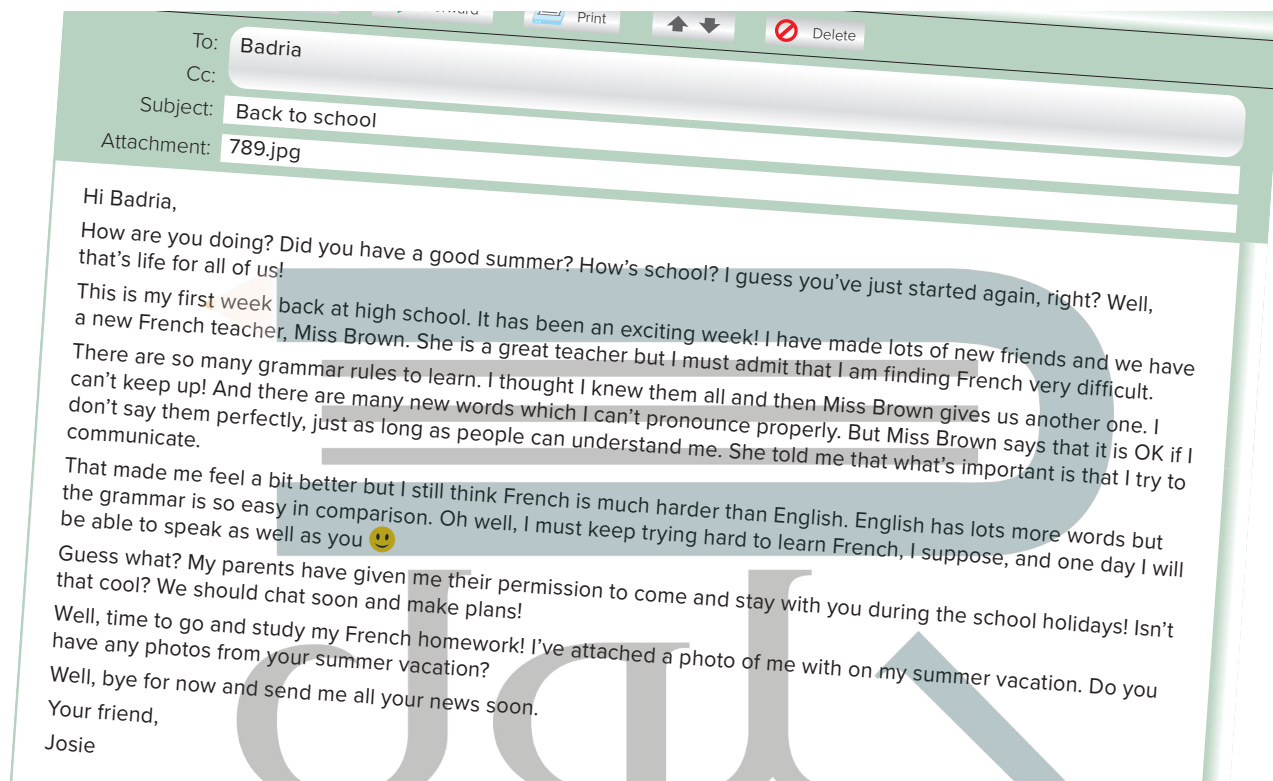 Print
Delete
To: Badria
Cc:
Subject: Back to school
Attachment: 789.jpg
Hi Badria,
How are you doing? Did you have a good summer? How's school? I guess you've just started again, right? Well,
that's life for all of us!
This is my first week back at high school. It has been an exciting week! I have made lots of new friends and we have
a new French teacher, Miss Brown. She is a great teacher but I must admit that I am finding French very difficult.
There are so many grammar rules to learn. I thought I knew them all and then Miss Brown gives us another one. I
can't keep up! And there are many new words which I can't pronounce properly. But Miss Brown says that it is OK if I
don't say them perfectly, just as long as people can understand me. She told me that what's important is that I try to
communicate.
That made me feel a bit better but I still think French is much harder than English. English has lots more words but
the grammar is so easy in comparison. Oh well, I must keep trying hard to learn French, I suppose, and one day I will
be able to speak as well as you
Guess what? My parents have given me their permission to come and stay with you during the school holidays! Isn't
that cool? We should chat soon and make plans!
Well, time to go and study my French homework! I've attached a photo of me with on my summer vacation. Do you
have any photos from your summer vacation?
Well, bye for now and send me all your news soon.
Your friend,
Josie